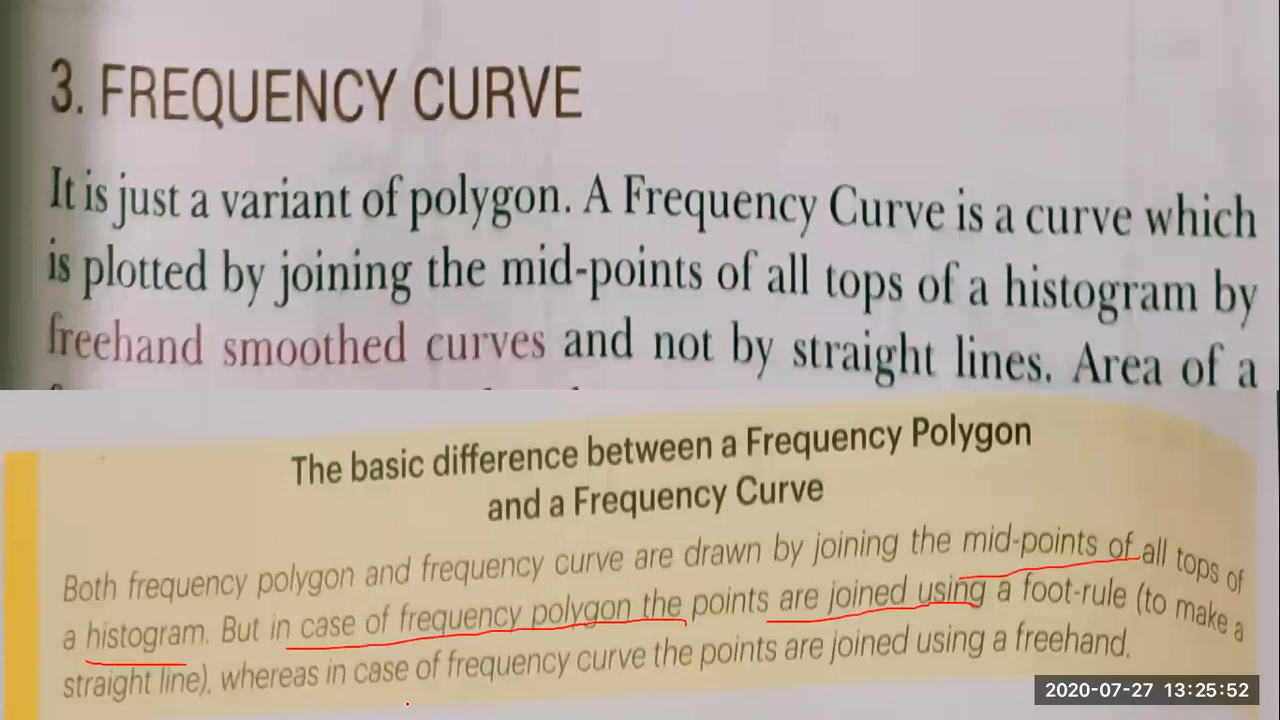 3. FREQUENCY CURVE
It is just a variant of polygon. A Frequency Curve is a curve which
is plotted by joining the mid-points of all tops of a histogram by
freehand smoothed curves and not by straight lines. Area of a
The basic difference between a Frequency Polygon
and a Frequency Curve
Both frequency polygon and frequency curve are drawn by joining the mid-points of all tops of
a histogram. But in case of frequency polygon the points are joined using a foot-rule (to make a
straight line), whereas in case of frequency curve the points are joined using a freehand.
2020-07-27 13:25:52